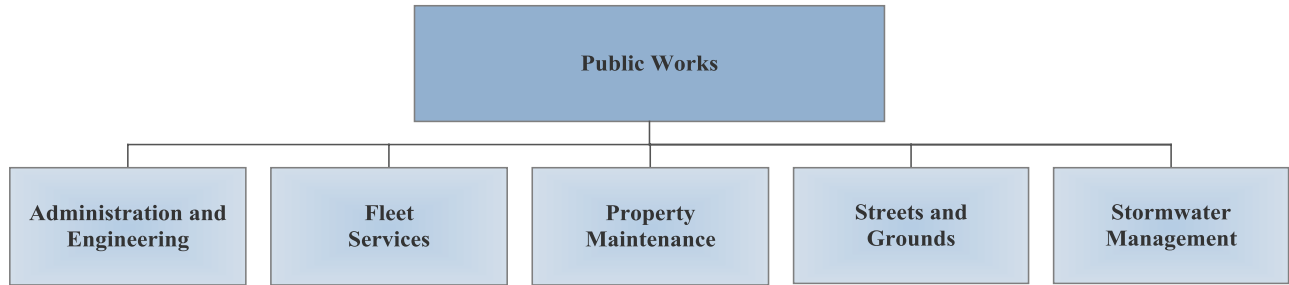 Public Works
Administration and
Engineering
Fleet
Services
Property
Maintenance
Streets and
Grounds
Stormwater
Management